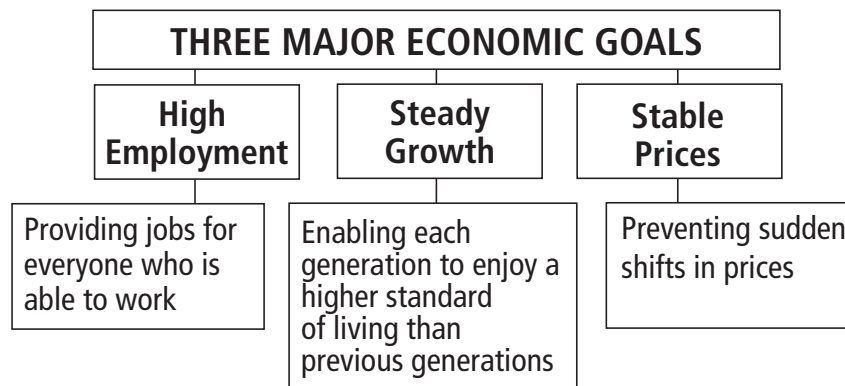 THREE MAJOR ECONOMIC GOALS
High
Employment
Providing jobs for
everyone who is
able to work
Steady
Growth
Enabling each
generation to enjoy a
higher standard
of living than
previous generations
Stable
Prices
Preventing sudden
shifts in prices